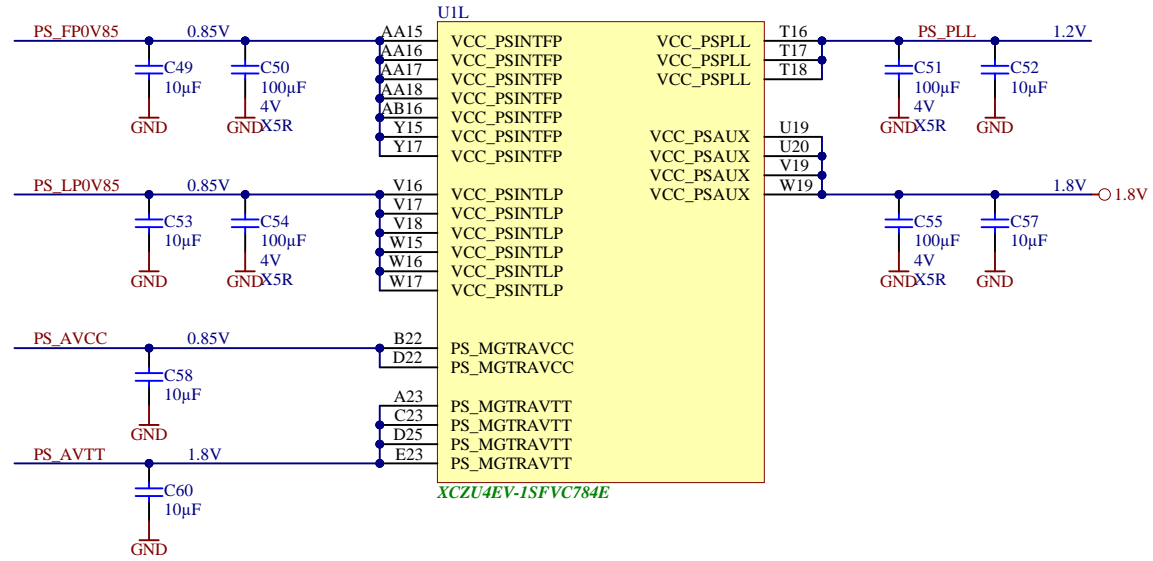 U1L
PS_FP0V85 0.85V AA15 VCC_PSINTFP VCC_PSPLL T16 PS_PLL 1.2V
AA16 VCC_PSINTFP VCC_PSPLL T17
C49 C50 AA17 VCC_PSINTFP VCC_PSPLL T18 C51 C52
10µF 100µF AA18 VCC_PSINTFP 100µF 10µF
4V AB16 VCC_PSINTFP 4V
GND GND X5R Y15 VCC_PSINTFP VCC_PSAUX U19 GND X5R GND
Y17 VCC_PSINTFP VCC_PSAUX U20
VCC_PSAUX V19
PS_LP0V85 0.85V V16 VCC_PSINTLP VCC_PSAUX W19 1.8V 1.8V
V17 VCC_PSINTLP
C53 C54 V18 VCC_PSINTLP C55 C57
10µF 100µF W15 VCC_PSINTLP 100µF 10µF
4V W16 VCC_PSINTLP 4V
GND GND X5R W17 VCC_PSINTLP GND X5R GND
PS_AVCC 0.85V B22 PS_MGTRAVCC
D22 PS_MGTRAVCC
C58
10µF A23 PS_MGTRAVTT
C23 PS_MGTRAVTT
GND D25 PS_MGTRAVTT
PS_AVTT 1.8V E23 PS_MGTRAVTT
C60 XCZU4EV-1SFVC784E
10µF
GND